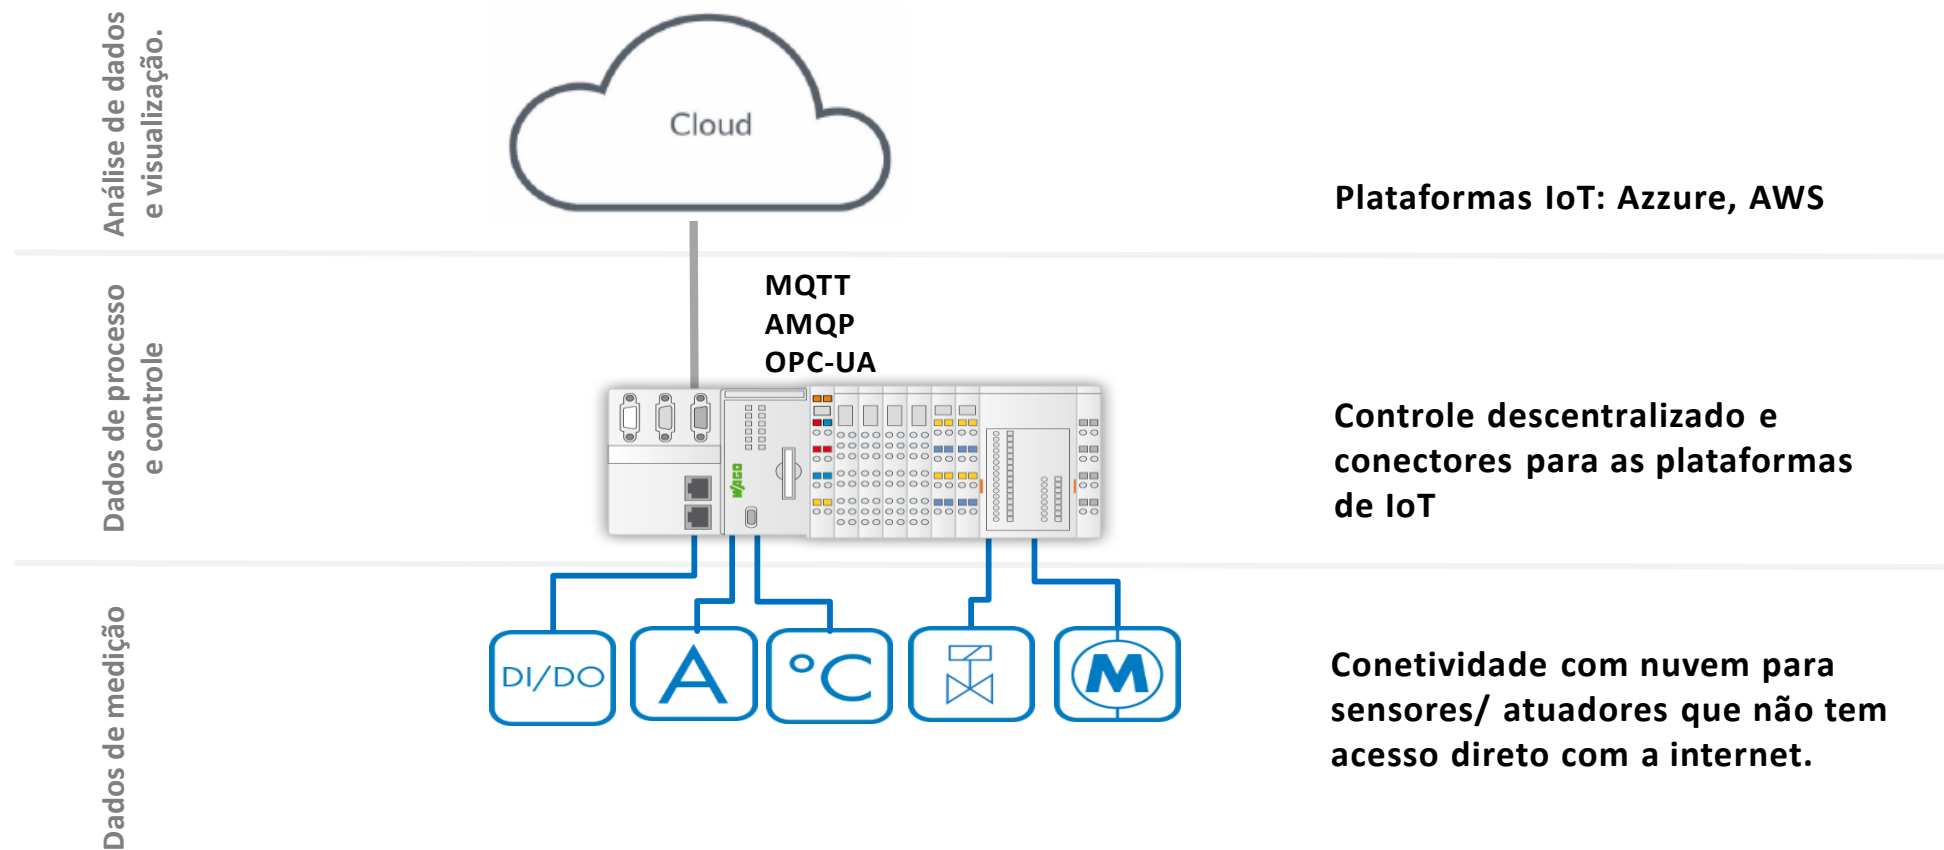 Análise de dados
e visualização.
Cloud
Plataformas IoT: Azzure, AWS
Dados de processo
e controle
MQTT
AMQP
OPC-UA
WAGO
Controle descentralizado e
conectores para as plataformas
de IoT
Dados de medição
DI/DO
A
°C
M
Conetividade com nuvem para
sensores/ atuadores que não tem
acesso direto com a internet.